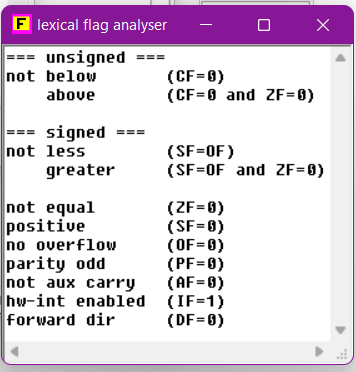 F lexical flag analyser
=== unsigned ===
not below (CF=0)
above (CF=0 and ZF=0)
=== signed ===
not less (SF=OF)
greater (SF=OF and ZF=0)
not equal (ZF=0)
positive (SF=0)
no overflow (OF=0)
parity odd (PF=0)
not aux carry (AF=0)
hw-int enabled (IF=1)
forward dir (DF=0)